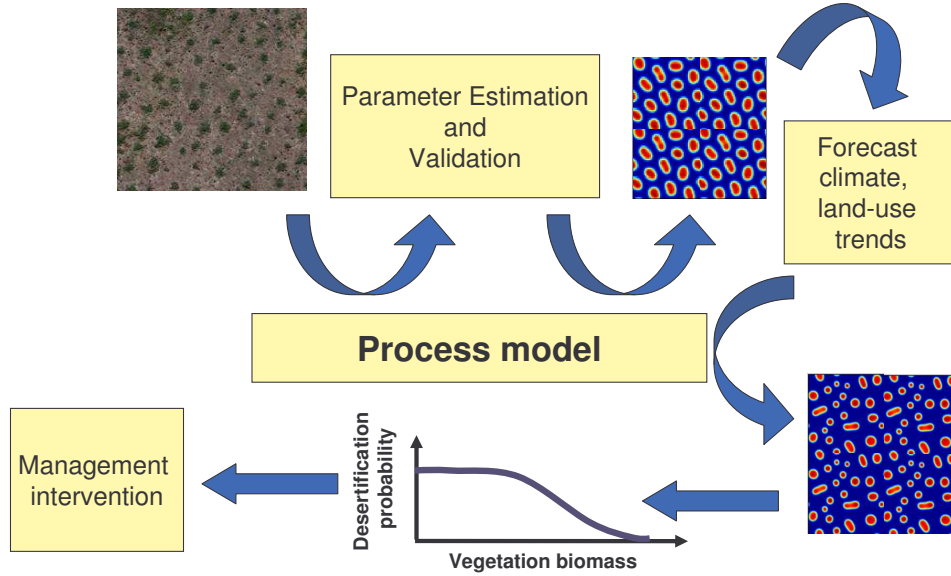 Parameter Estimation
and
Validation
Forecast
climate,
land-use
trends
Process model
Management
intervention
Desertification
probability
Vegetation biomass